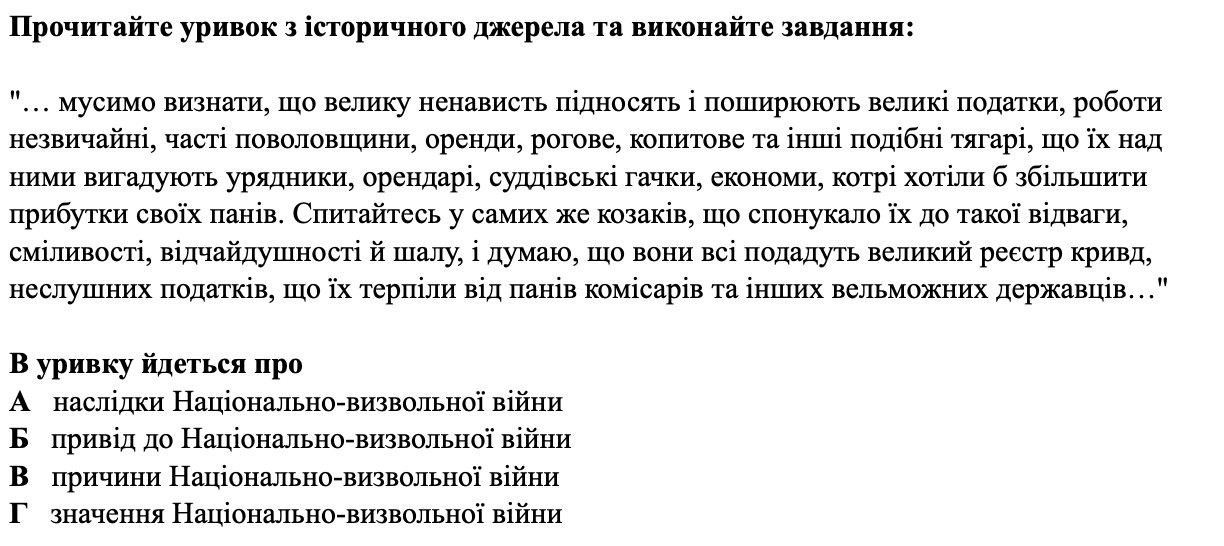 Прочитайте уривок з історичного джерела та виконайте завдання:
"… мусимо визнати, що велику ненависть підносять і поширюють великі податки, роботи
незвичайні, часті поволовщини, оренди, рогове, копитове та інші подібні тягарі, що їх над
ними вигадують урядники, орендарі, суддівські гачки, економи, котрі хотіли б збільшити
прибутки своїх панів. Спитайтесь у самих же козаків, що спонукало їх до такої відваги,
сміливості, відчайдушності й шалу, і думаю, що вони всі подадуть великий реєстр кривд,
неслушних податків, що їх терпіли від панів комісарів та інших вельможних державців…"
В уривку йдеться про
А наслідки Національно-визвольної війни
Б привід до Національно-визвольної війни
В причини Національно-визвольної війни
Г значення Національно-визвольної війни